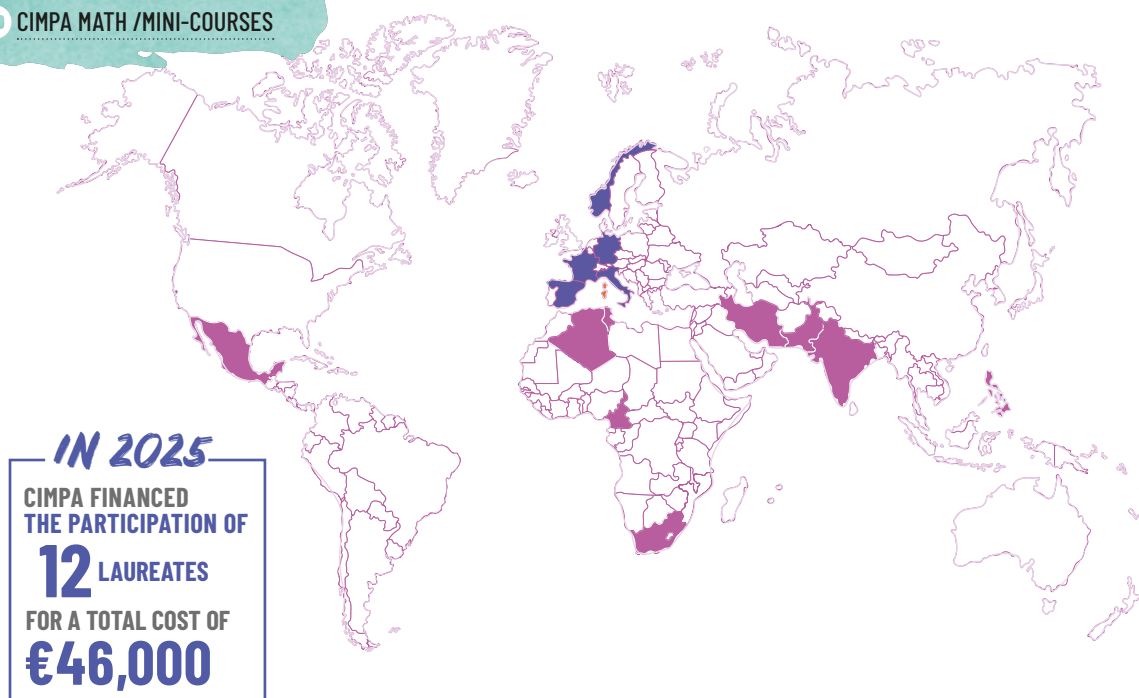 CIMPA MATH /MINI-COURSES
IN 2025
CIMPA FINANCED
THE PARTICIPATION OF
12 LAUREATES
FOR A TOTAL COST OF
€46,000